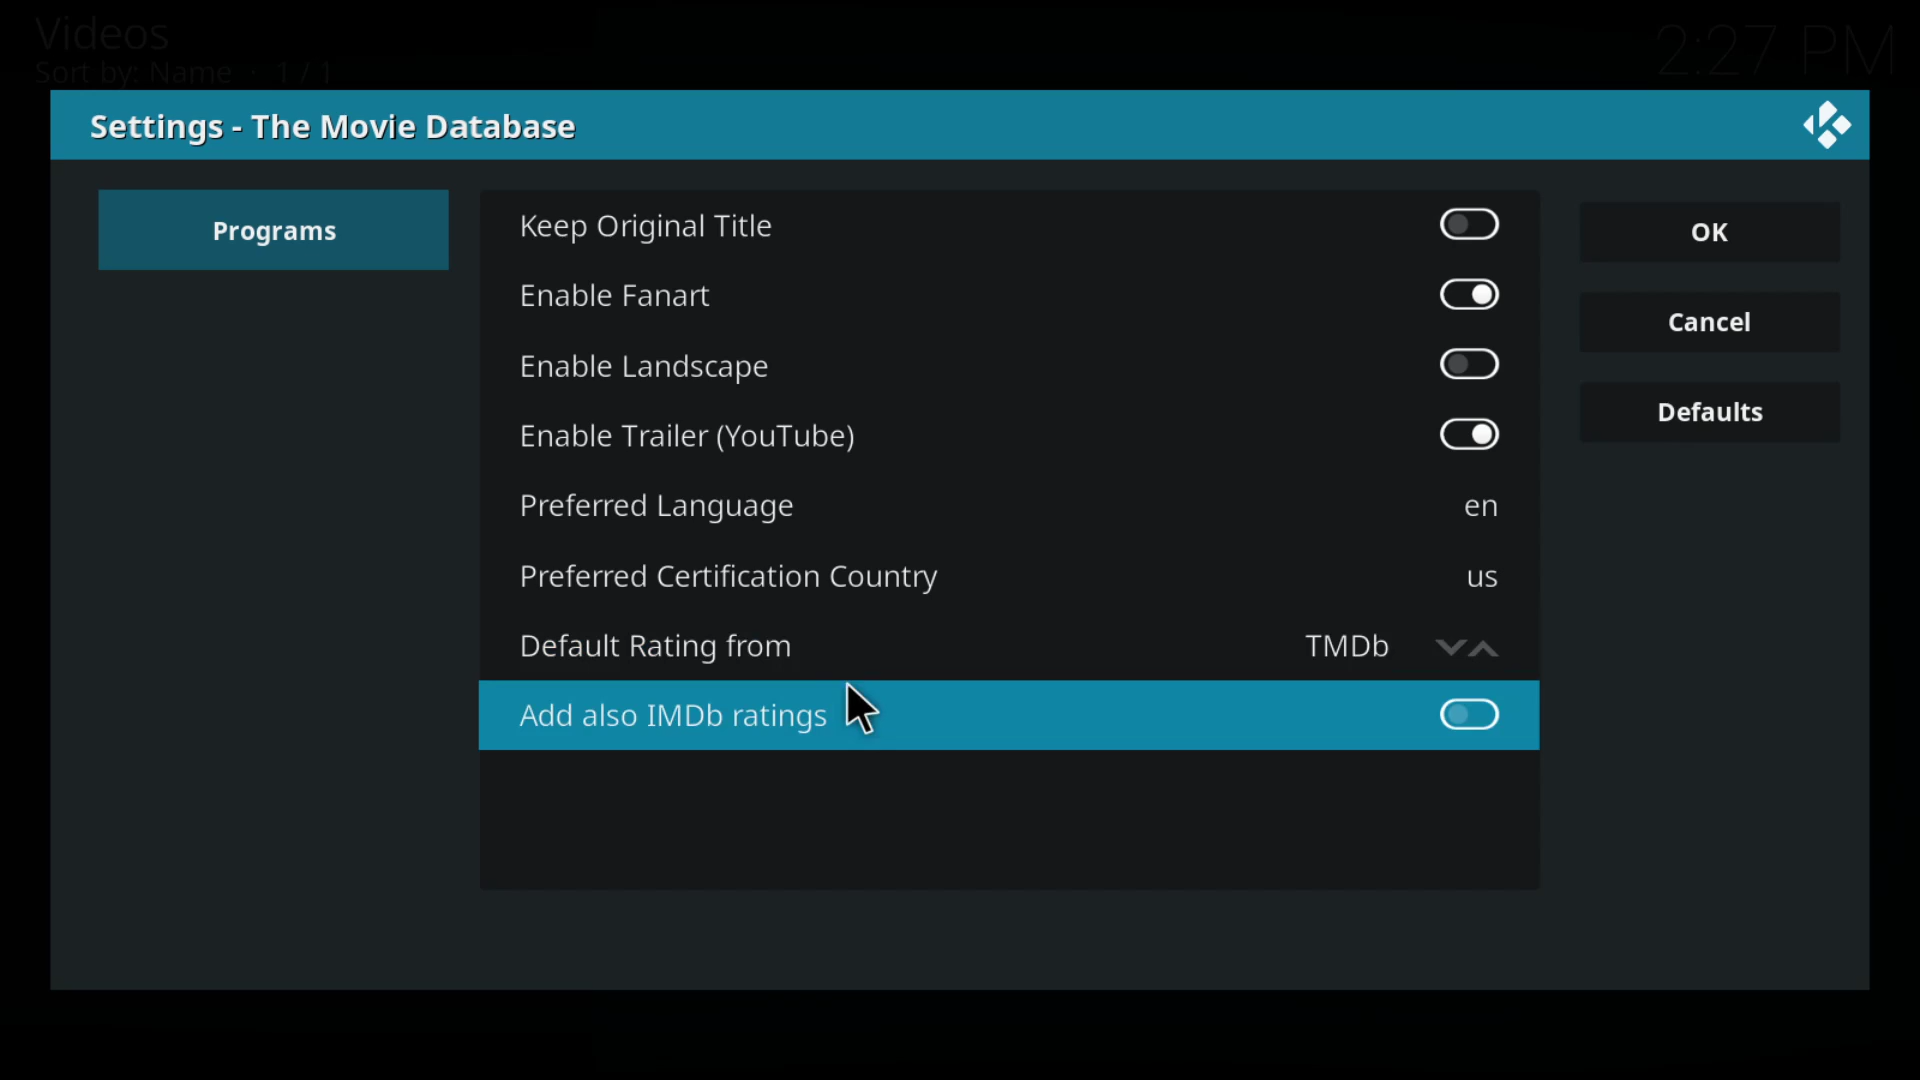 Videos
Sort by: Name · 1 / 1
2:27 PM
Settings - The Movie Database
Programs
Keep Original Title
Enable Fanart
Enable Landscape
Enable Trailer (YouTube)
Preferred Language en
Preferred Certification Country us
Default Rating from TMDb
Add also IMDb ratings
OK
Cancel
Defaults